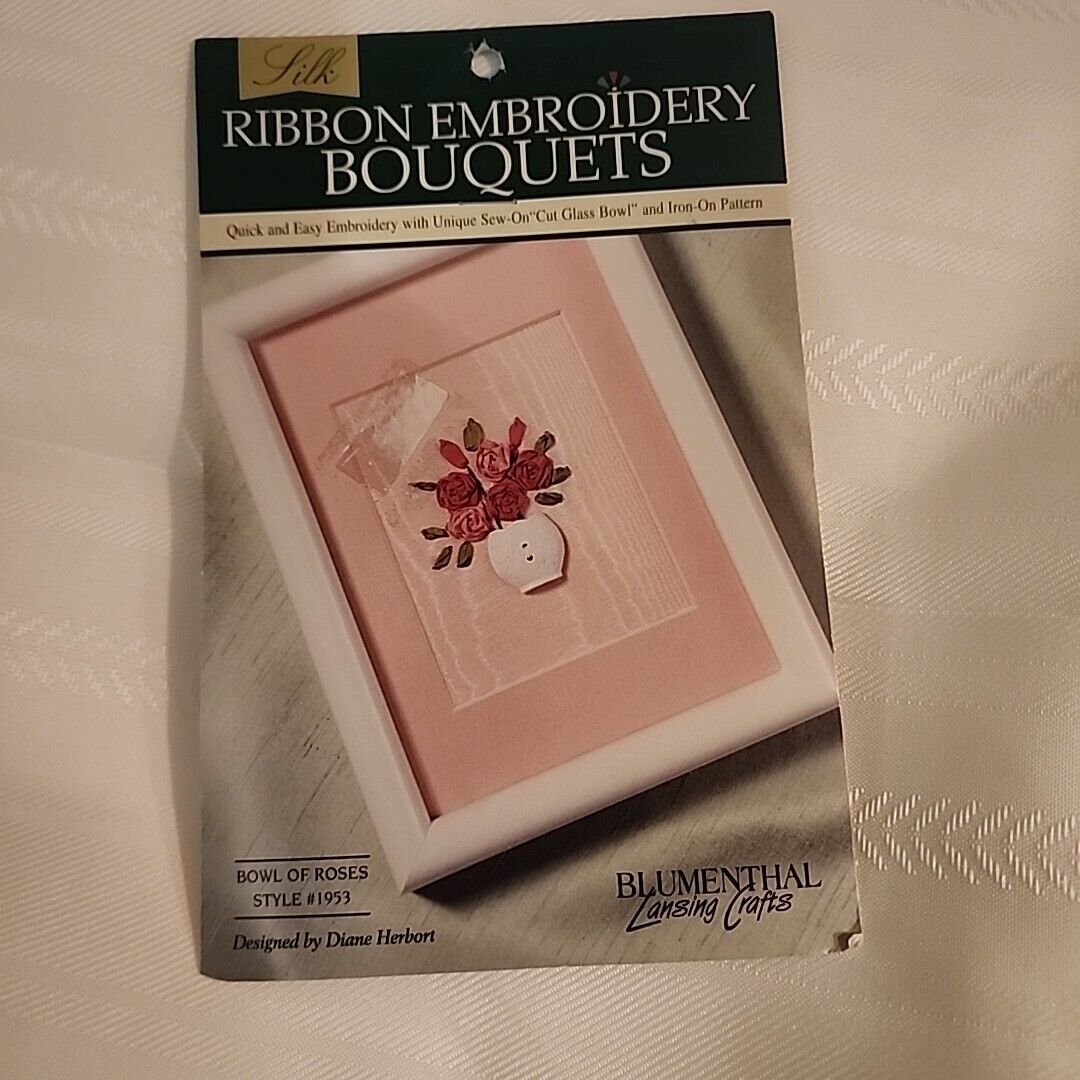 Silk
RIBBON EMBROIDERY
BOUQUETS
Quick and Easy Embroidery with Unique Sew-On "Cut Glass Bowl" and Iron-On Pattern
BOWL OF ROSES
STYLE #1953
Designed by Diane Herbort
BLUMENTHAL
Lansing Crafts